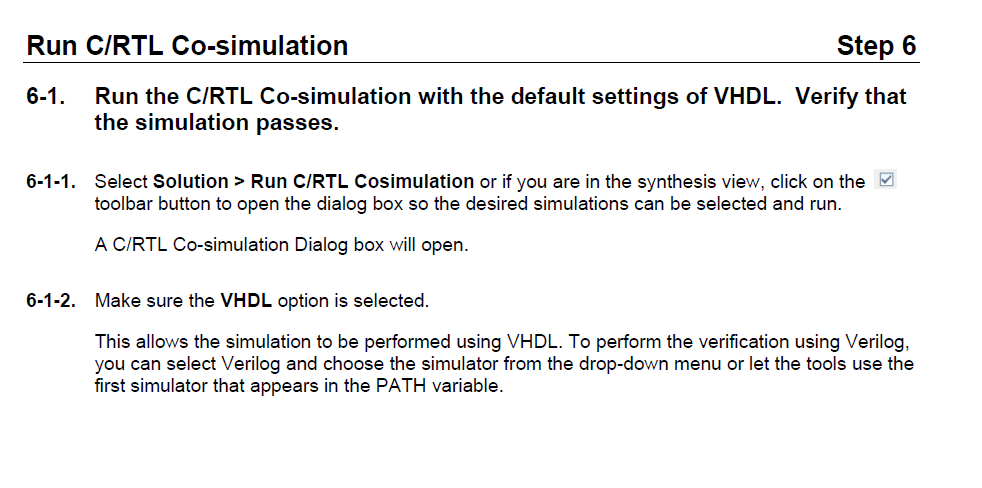 Run C/RTL Co-simulation Step 6
6-1. Run the C/RTL Co-simulation with the default settings of VHDL. Verify that
the simulation passes.
6-1-1. Select Solution > Run C/RTL Cosimulation or if you are in the synthesis view, click on the
toolbar button to open the dialog box so the desired simulations can be selected and run.
A C/RTL Co-simulation Dialog box will open.
6-1-2. Make sure the VHDL option is selected.
This allows the simulation to be performed using VHDL. To perform the verification using Verilog,
you can select Verilog and choose the simulator from the drop-down menu or let the tools use the
first simulator that appears in the PATH variable.